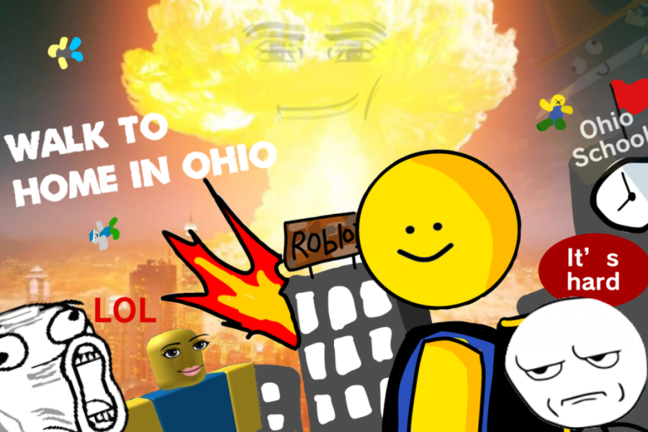 WALK TO
HOME IN OHIO
Ohio
School
Roblo
LOL
It's
hard